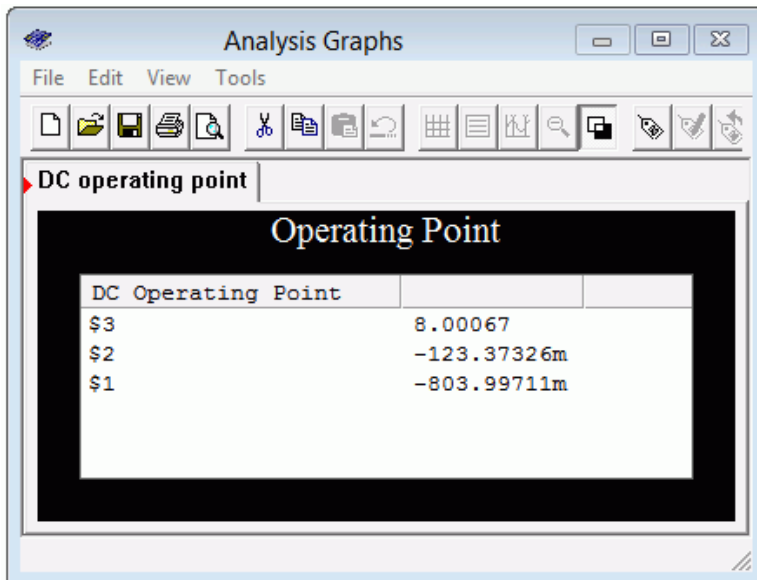 Analysis Graphs
File Edit View Tools
DC operating point
Operating Point
DC Operating Point
$3 8.00067
$2 -123.37326m
$1 -803.99711m